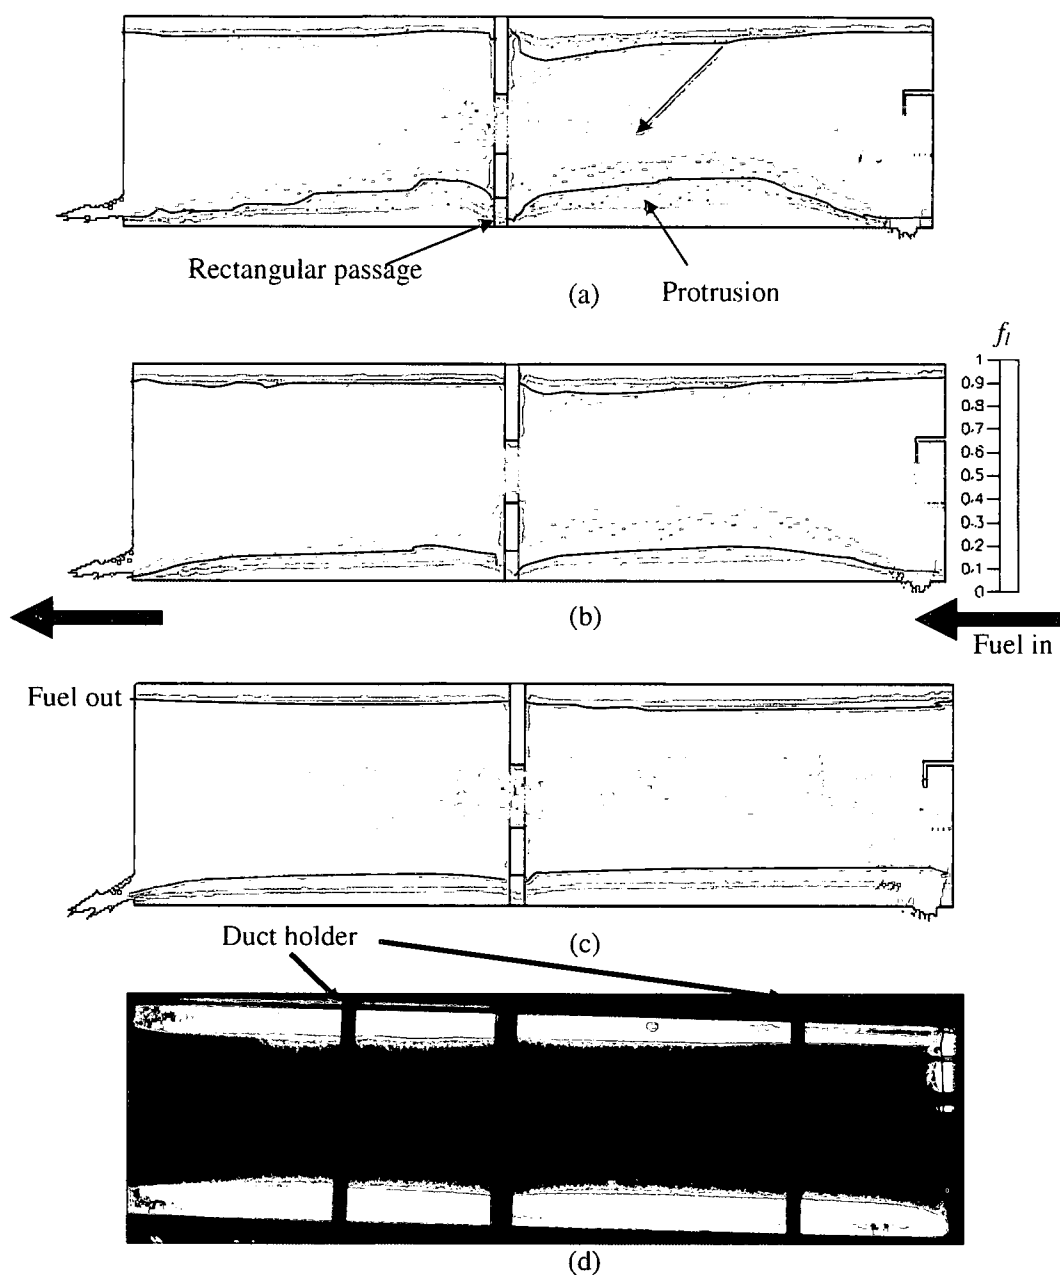 Rectangular passage
(a)
Protrusion
f_l
1
0.9
0.8
0.7
0.6
0.5
0.4
0.3
0.2
0.1
0
(b)
Fuel in
Fuel out
(c)
Duct holder
(d)